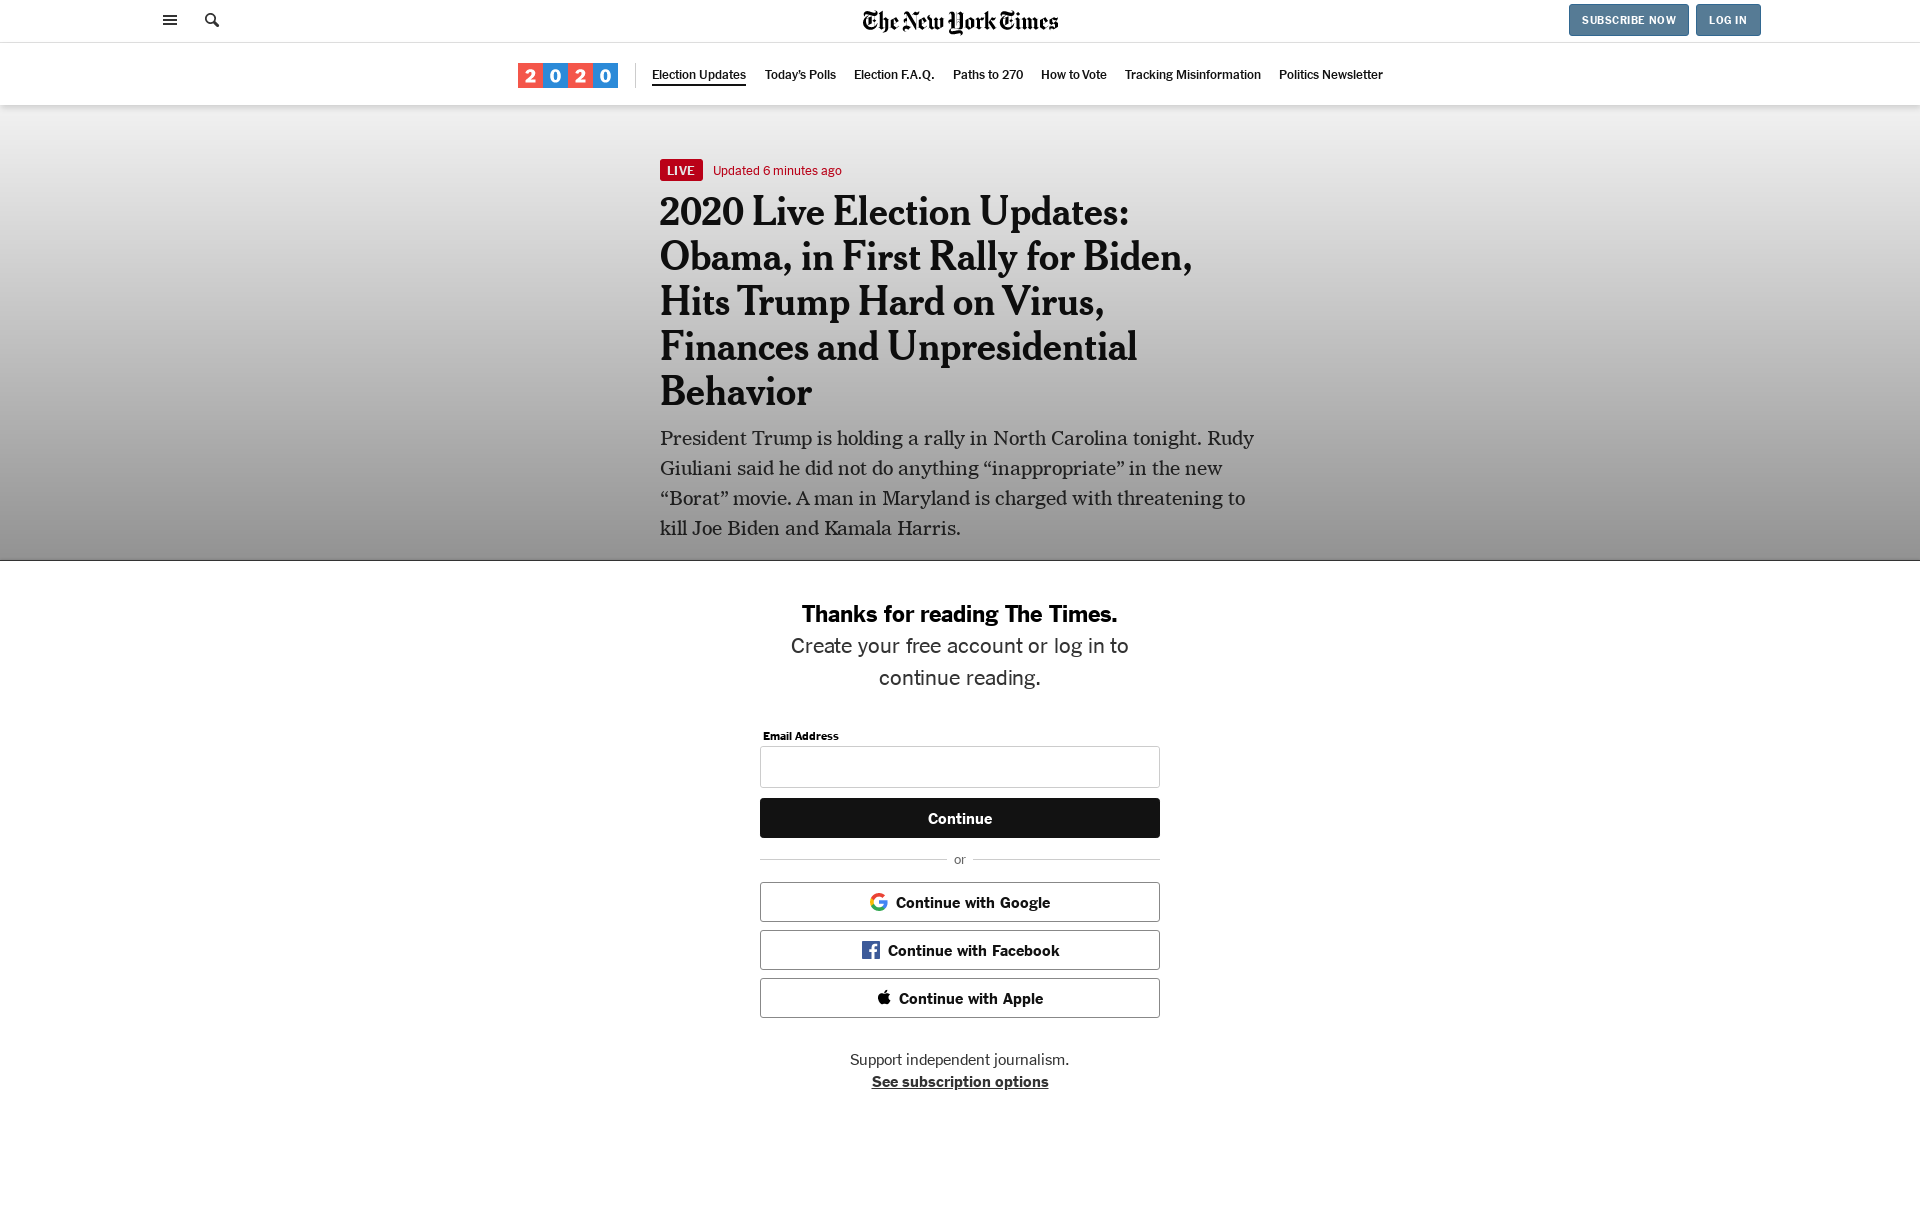 The New York Times
SUBSCRIBE NOW
LOG IN
2020
Election Updates
Today's Polls
Election F.A.Q.
Paths to 270
How to Vote
Tracking Misinformation
Politics Newsletter
LIVE
Updated 6 minutes ago
2020 Live Election Updates:
Obama, in First Rally for Biden,
Hits Trump Hard on Virus,
Finances and Unpresidential
Behavior
President Trump is holding a rally in North Carolina tonight. Rudy
Giuliani said he did not do anything “inappropriate” in the new
“Borat” movie. A man in Maryland is charged with threatening to
kill Joe Biden and Kamala Harris.
Thanks for reading The Times.
Create your free account or log in to
continue reading.
Email Address
Continue
or
Continue with Google
Continue with Facebook
Continue with Apple
Support independent journalism.
See subscription options